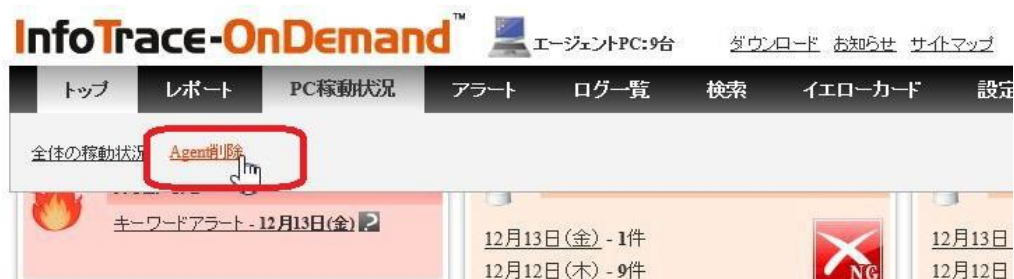 InfoTrace-OnDemand™ エージェントPC:9台 ダウンロード お知らせ サイトマップ
トップ レポート PC稼動状況 アラート ログ一覧 検索 イエローカード 設定
全体の稼動状況 Agent削除
キーワードアラート - 12月13日(金) ?
12月13日(金) - 1件 12月13日
12月12日(木) - 9件 NG 12月12日